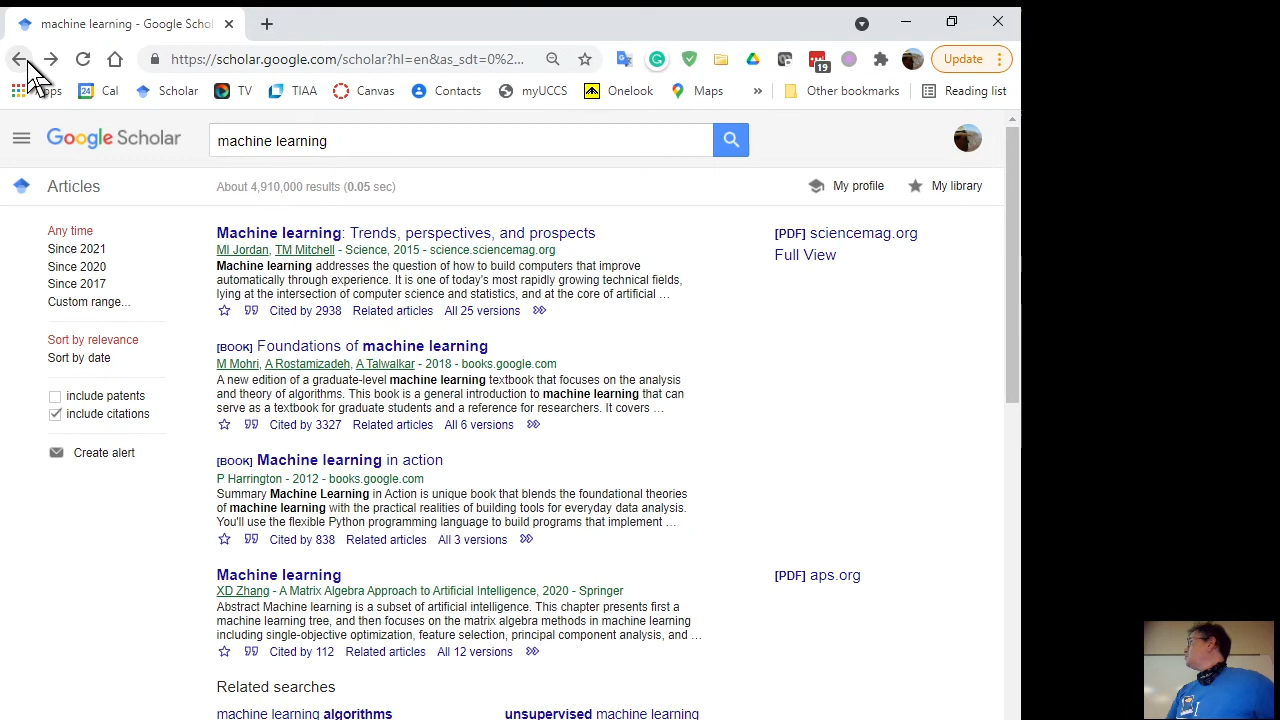 machine learning - Google Schol
https://scholar.google.com/scholar?hl=en&as_sdt=0%2...
19
Update
Cal
Scholar
TV
TIAA
Canvas
Contacts
myUCCS
Onelook
Maps
»
Other bookmarks
Reading list
Google Scholar
machine learning
Articles
About 4,910,000 results (0.05 sec)
My profile
My library
Any time
Since 2021
Since 2020
Since 2017
Custom range...
Sort by relevance
Sort by date
include patents
include citations
Create alert
Machine learning: Trends, perspectives, and prospects
MI Jordan, TM Mitchell - Science, 2015 - science.sciencemag.org
Machine learning addresses the question of how to build computers that improve
automatically through experience. It is one of today's most rapidly growing technical fields,
lying at the intersection of computer science and statistics, and at the core of artificial …
Cited by 2938 Related articles All 25 versions
[PDF] sciencemag.org
Full View
[BOOK] Foundations of machine learning
M Mohri, A Rostamizadeh, A Talwalkar - 2018 - books.google.com
A new edition of a graduate-level machine learning textbook that focuses on the analysis
and theory of algorithms. This book is a general introduction to machine learning that can
serve as a textbook for graduate students and a reference for researchers. It covers …
Cited by 3327 Related articles All 6 versions
[BOOK] Machine learning in action
P Harrington - 2012 - books.google.com
Summary Machine Learning in Action is unique book that blends the foundational theories
of machine learning with the practical realities of building tools for everyday data analysis.
You'll use the flexible Python programming language to build programs that implement …
Cited by 838 Related articles All 3 versions
Machine learning
XD Zhang - A Matrix Algebra Approach to Artificial Intelligence, 2020 - Springer
Abstract Machine learning is a subset of artificial intelligence. This chapter presents first a
machine learning tree, and then focuses on the matrix algebra methods in machine learning
including single-objective optimization, feature selection, principal component analysis, and …
Cited by 112 Related articles All 12 versions
[PDF] aps.org
Related searches
machine learning algorithms
unsupervised machine learning